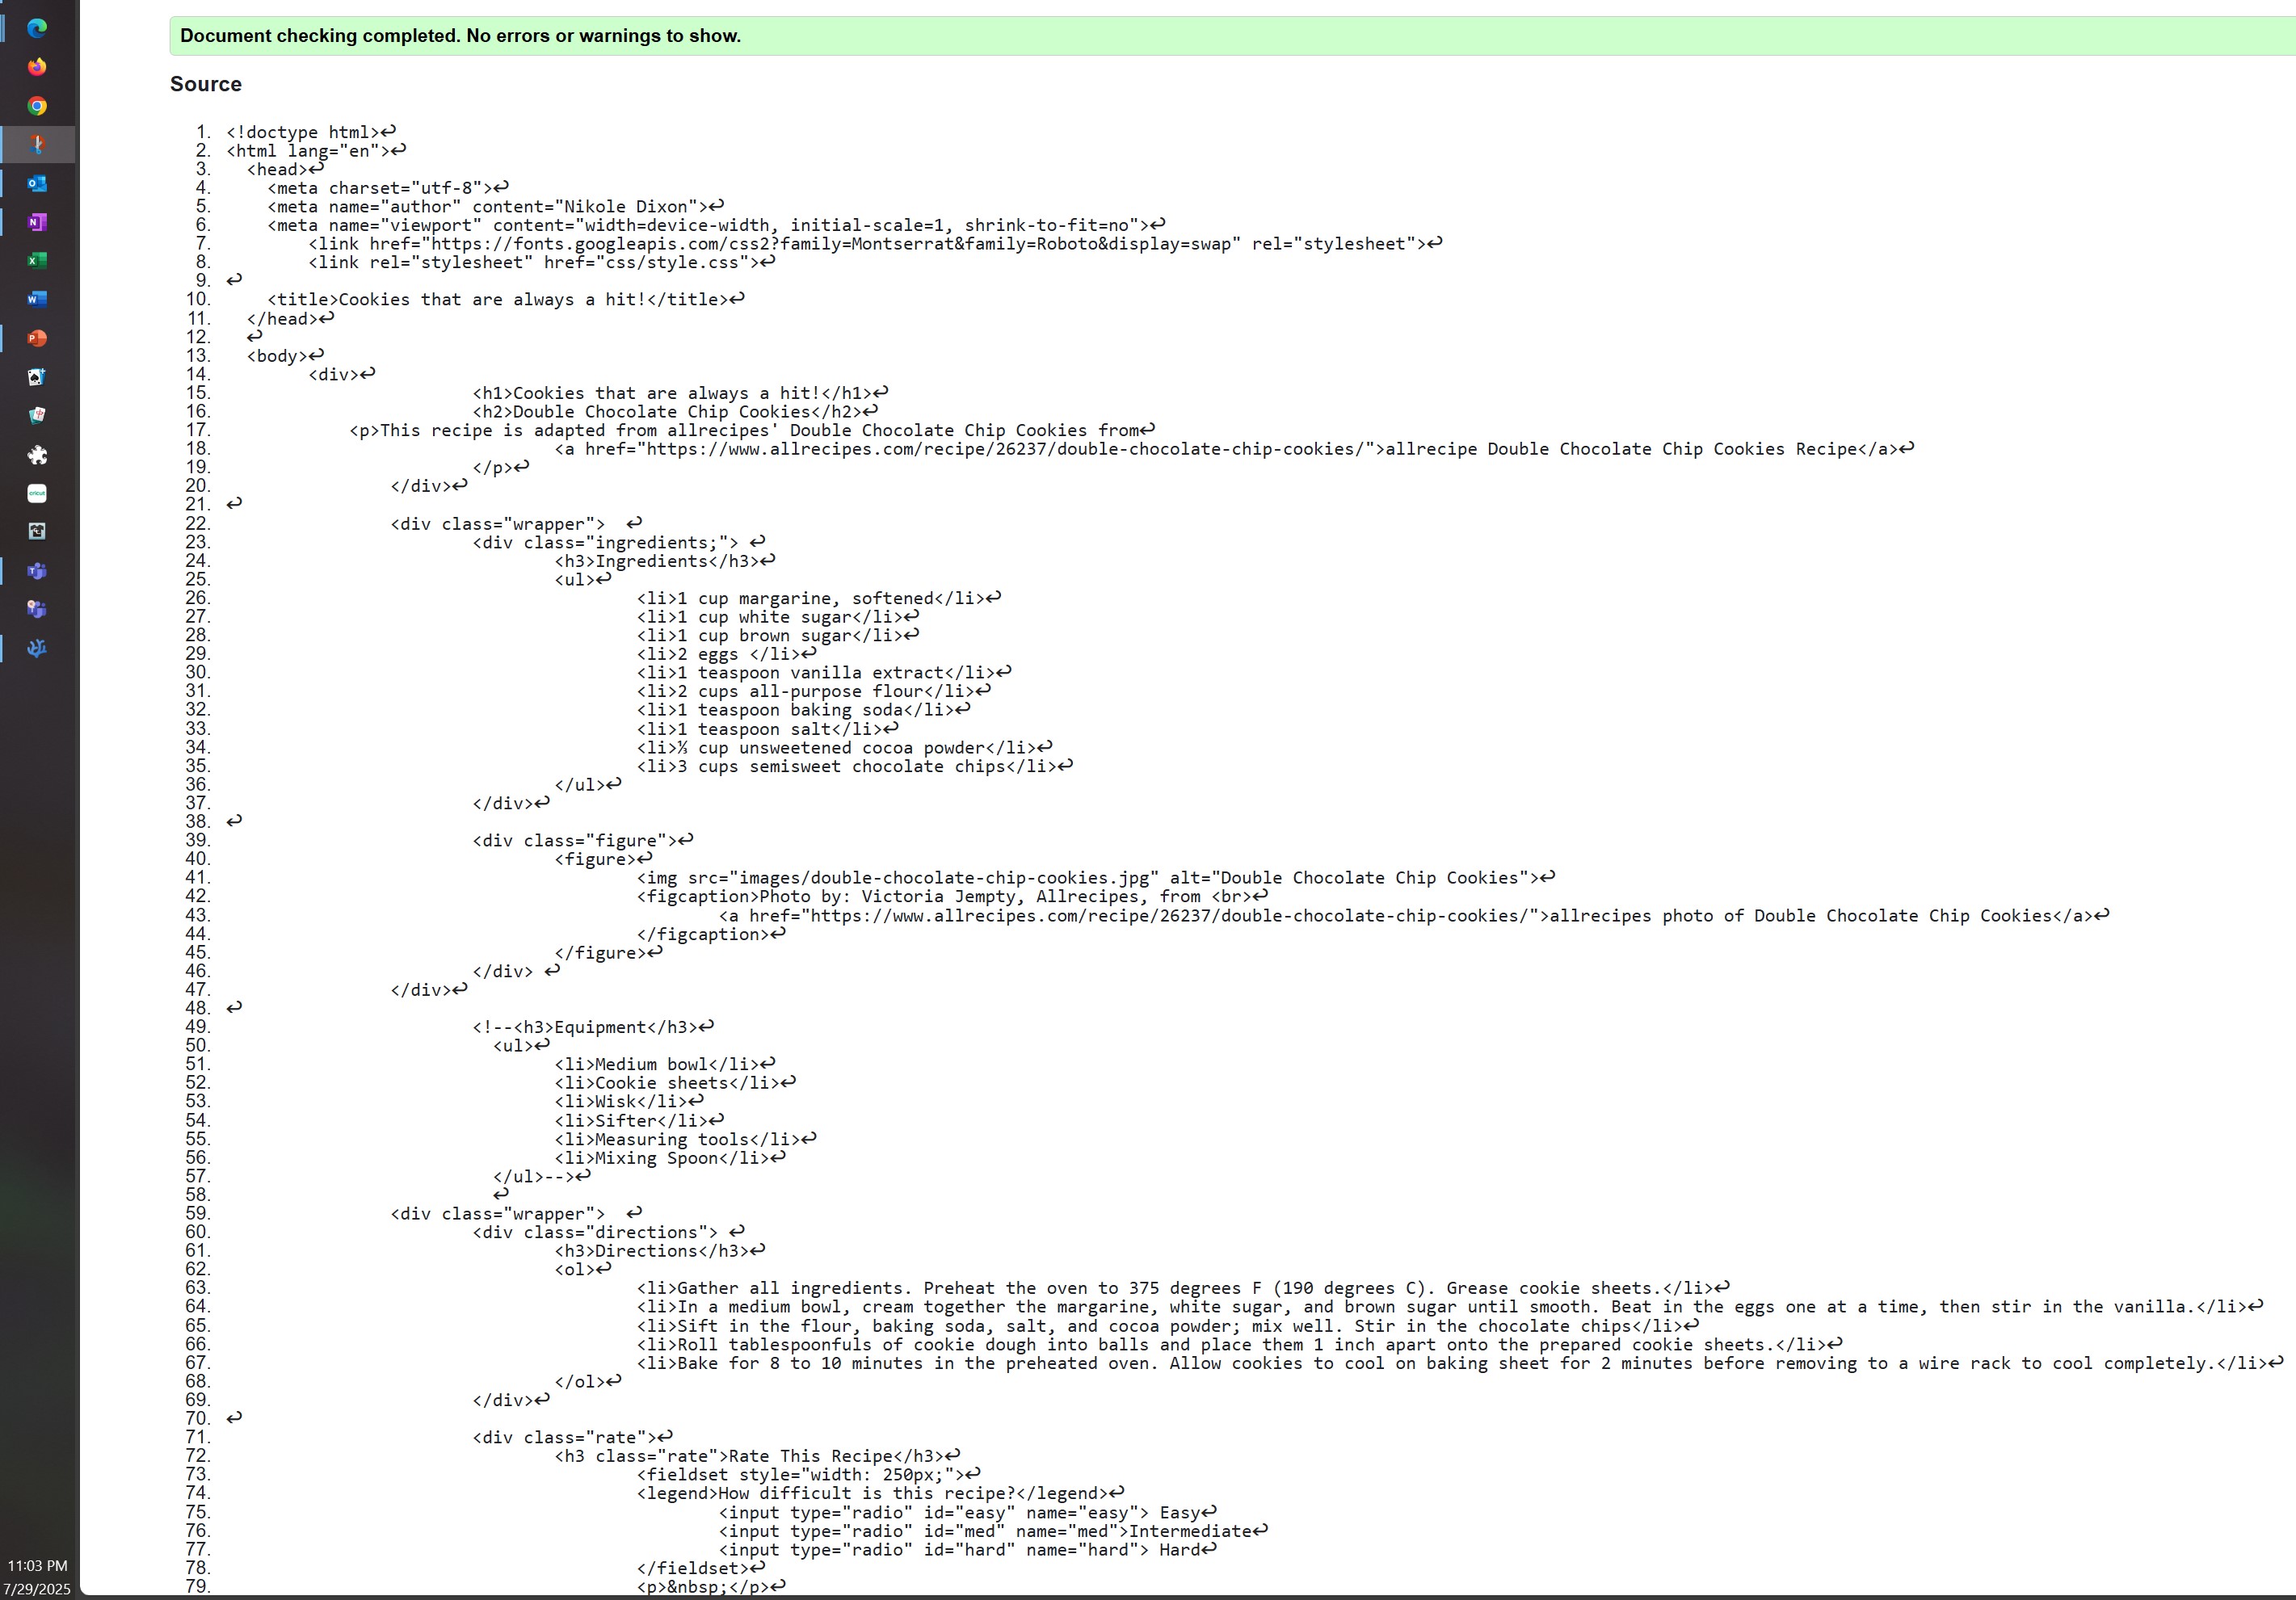 Document checking completed. No errors or warnings to show.
Source
1. <!doctype html>↩
2. <html lang="en">↩
3. <head>↩
4. <meta charset="utf-8">↩
5. <meta name="author" content="Nikole Dixon">↩
6. <meta name="viewport" content="width=device-width, initial-scale=1, shrink-to-fit=no">↩
7. <link href="https://fonts.googleapis.com/css2?family=Montserrat&family=Roboto&display=swap" rel="stylesheet">↩
8. <link rel="stylesheet" href="css/style.css">↩
9. ↩
10. <title>Cookies that are always a hit!</title>↩
11. </head>↩
12. ↩
13. <body>↩
14. <div>↩
15. <h1>Cookies that are always a hit!</h1>↩
16. <h2>Double Chocolate Chip Cookies</h2>↩
17. <p>This recipe is adapted from allrecipes' Double Chocolate Chip Cookies from↩
18. <a href="https://www.allrecipes.com/recipe/26237/double-chocolate-chip-cookies/">allrecipe Double Chocolate Chip Cookies Recipe</a>↩
19. </p>↩
20. </div>↩
21. ↩
22. <div class="wrapper"> ↩
23. <div class="ingredients;"> ↩
24. <h3>Ingredients</h3>↩
25. <ul>↩
26. <li>1 cup margarine, softened</li>↩
27. <li>1 cup white sugar</li>↩
28. <li>1 cup brown sugar</li>↩
29. <li>2 eggs </li>↩
30. <li>1 teaspoon vanilla extract</li>↩
31. <li>2 cups all-purpose flour</li>↩
32. <li>1 teaspoon baking soda</li>↩
33. <li>1 teaspoon salt</li>↩
34. <li>⅓ cup unsweetened cocoa powder</li>↩
35. <li>3 cups semisweet chocolate chips</li>↩
36. </ul>↩
37. </div>↩
38. ↩
39. <div class="figure">↩
40. <figure>↩
41. <img src="images/double-chocolate-chip-cookies.jpg" alt="Double Chocolate Chip Cookies">↩
42. <figcaption>Photo by: Victoria Jempty, Allrecipes, from <br>↩
43. <a href="https://www.allrecipes.com/recipe/26237/double-chocolate-chip-cookies/">allrecipes photo of Double Chocolate Chip Cookies</a>↩
44. </figcaption>↩
45. </figure>↩
46. </div> ↩
47. </div>↩
48. ↩
49. <!--<h3>Equipment</h3>↩
50. <ul>↩
51. <li>Medium bowl</li>↩
52. <li>Cookie sheets</li>↩
53. <li>Wisk</li>↩
54. <li>Sifter</li>↩
55. <li>Measuring tools</li>↩
56. <li>Mixing Spoon</li>↩
57. </ul>-->↩
58. ↩
59. <div class="wrapper"> ↩
60. <div class="directions"> ↩
61. <h3>Directions</h3>↩
62. <ol>↩
63. <li>Gather all ingredients. Preheat the oven to 375 degrees F (190 degrees C). Grease cookie sheets.</li>↩
64. <li>In a medium bowl, cream together the margarine, white sugar, and brown sugar until smooth. Beat in the eggs one at a time, then stir in the vanilla.</li>↩
65. <li>Sift in the flour, baking soda, salt, and cocoa powder; mix well. Stir in the chocolate chips</li>↩
66. <li>Roll tablespoonfuls of cookie dough into balls and place them 1 inch apart onto the prepared cookie sheets.</li>↩
67. <li>Bake for 8 to 10 minutes in the preheated oven. Allow cookies to cool on baking sheet for 2 minutes before removing to a wire rack to cool completely.</li>↩
68. </ol>↩
69. </div>↩
70. ↩
71. <div class="rate">↩
72. <h3 class="rate">Rate This Recipe</h3>↩
73. <fieldset style="width: 250px;">↩
74. <legend>How difficult is this recipe?</legend>↩
75. <input type="radio" id="easy" name="easy"> Easy↩
76. <input type="radio" id="med" name="med">Intermediate↩
77. <input type="radio" id="hard" name="hard"> Hard↩
78. </fieldset>↩
79. <p>&nbsp;</p>↩
cricut
11:03 PM
7/29/2025